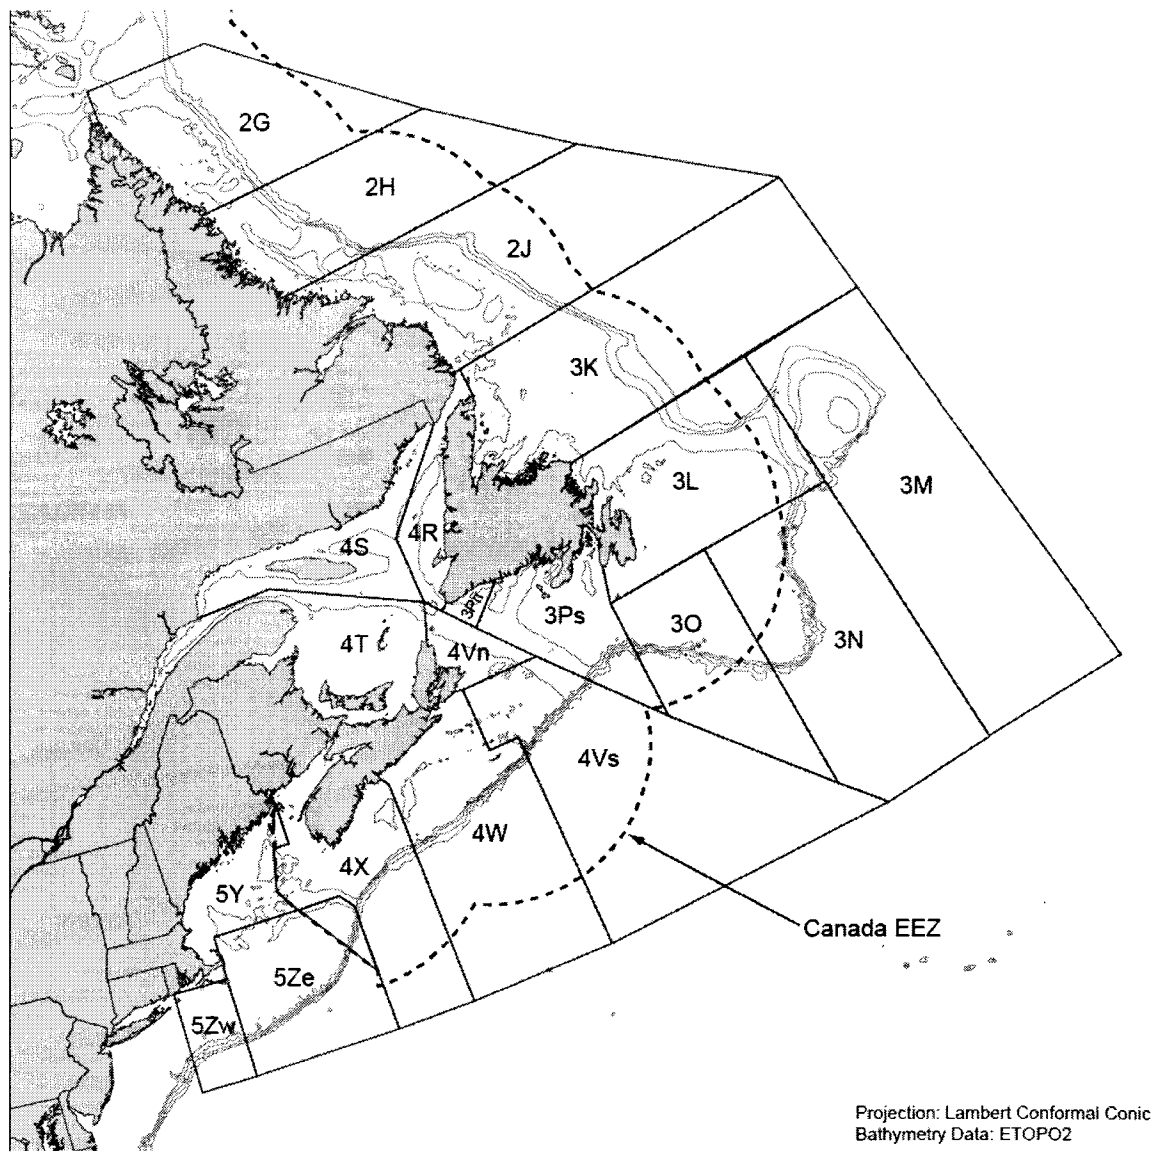 2G
2H
2J
3K
3L
3M
4R
4S
3Pn
3Ps
3O
3N
4T
4Vn
4Vs
4W
4X
5Y
Canada EEZ
5Ze
5Zw
Projection: Lambert Conformal Conic
Bathymetry Data: ETOPO2